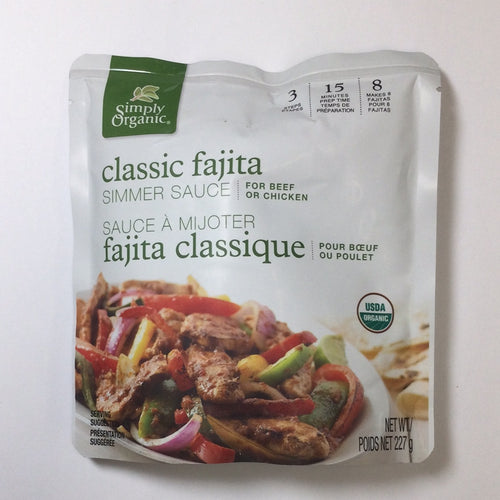 Simply
Organic®
3
STEPS
ÉTAPES
15
MINUTES
PREP TIME
TEMPS DE
PRÉPARATION
8
MAKES 8
FAJITAS
POUR 8
FAJITAS
classic fajita
SIMMER SAUCE
FOR BEEF
OR CHICKEN
SAUCE À MIJOTER
fajita classique
POUR BŒUF
OU POULET
USDA
ORGANIC
SERVING
PRÉSENTATION
SUGGÉRÉE
NET WT/
POIDS NET 227 g